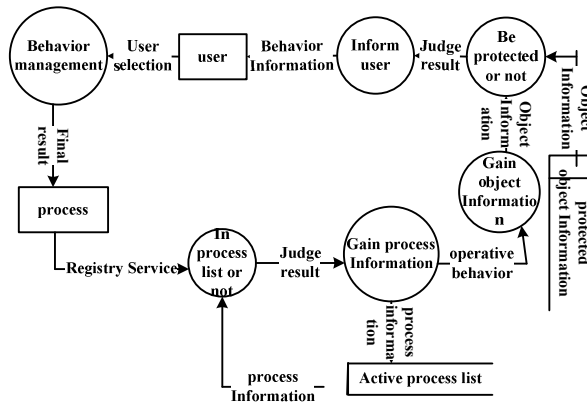 Behavior
management
User
selection
user
Behavior
Information
Inform
user
Judge
result
Be
protected
or not
Object
Information
Object
Inform
ation
Final
result
Gain
object
Informatio
n
protected
object Information
process
Registry Service
In
process
list or
not
Judge
result
Gain process
Information
operative
behavior
process
informa
tion
process
Information
Active process list